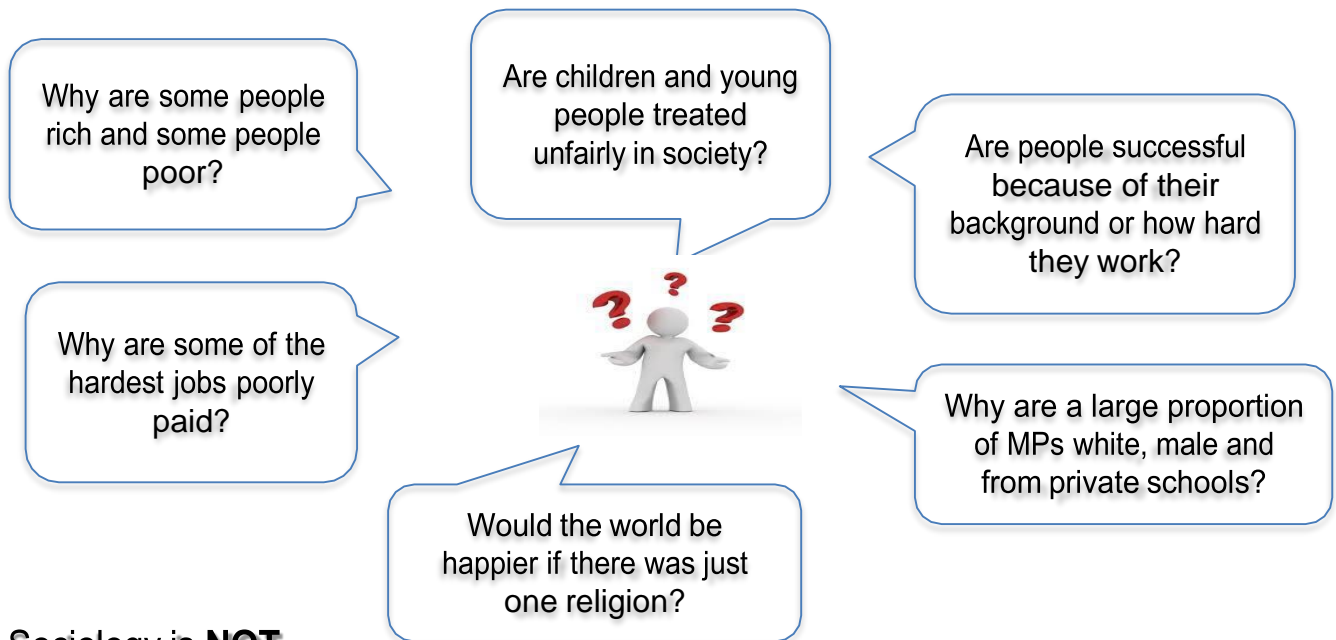 Why are some people
rich and some people
poor?
Are children and young
people treated
unfairly in society?
Are people successful
because of their
background or how hard
they work?
Why are some of the
hardest jobs poorly
paid?
? ? ?
Why are a large proportion
of MPs white, male and
from private schools?
Would the world be
happier if there was just
one religion?
Sociology is NOT